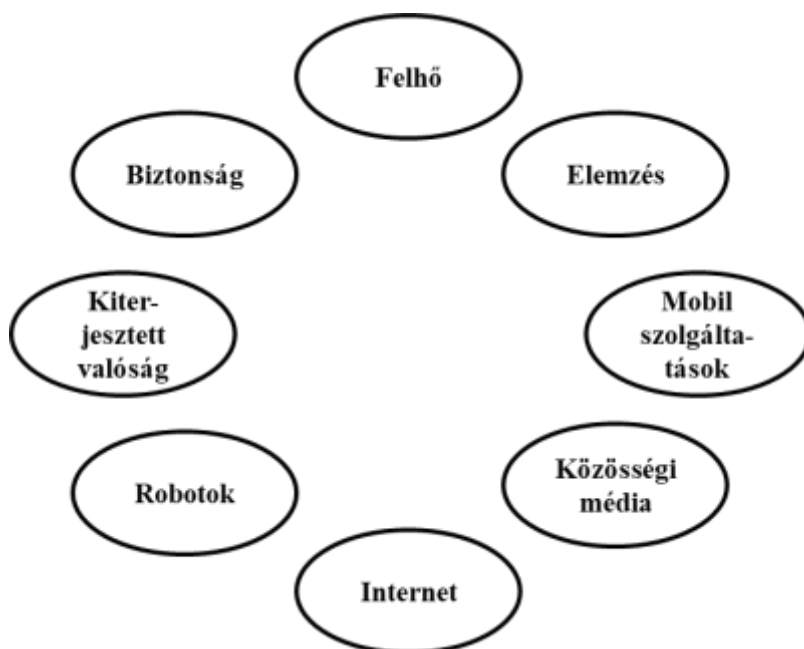 Felhő
Biztonság
Elemzés
Kiter-
jesztett
valóság
Mobil
szolgálta-
tások
Robotok
Közösségi
média
Internet